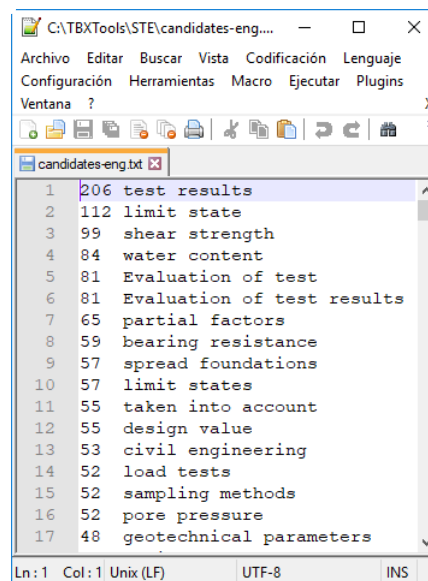 C:\TBXTools\STE\candidates-eng....
Archivo Editar Buscar Vista Codificación Lenguaje
Configuración Herramientas Macro Ejecutar Plugins
Ventana ?
candidates-eng.txt
1 206 test results
2 112 limit state
3 99 shear strength
4 84 water content
5 81 Evaluation of test
6 81 Evaluation of test results
7 65 partial factors
8 59 bearing resistance
9 57 spread foundations
10 57 limit states
11 55 taken into account
12 55 design value
13 53 civil engineering
14 52 load tests
15 52 sampling methods
16 52 pore pressure
17 48 geotechnical parameters
Ln : 1 Col : 1 Unix (LF) UTF-8 INS